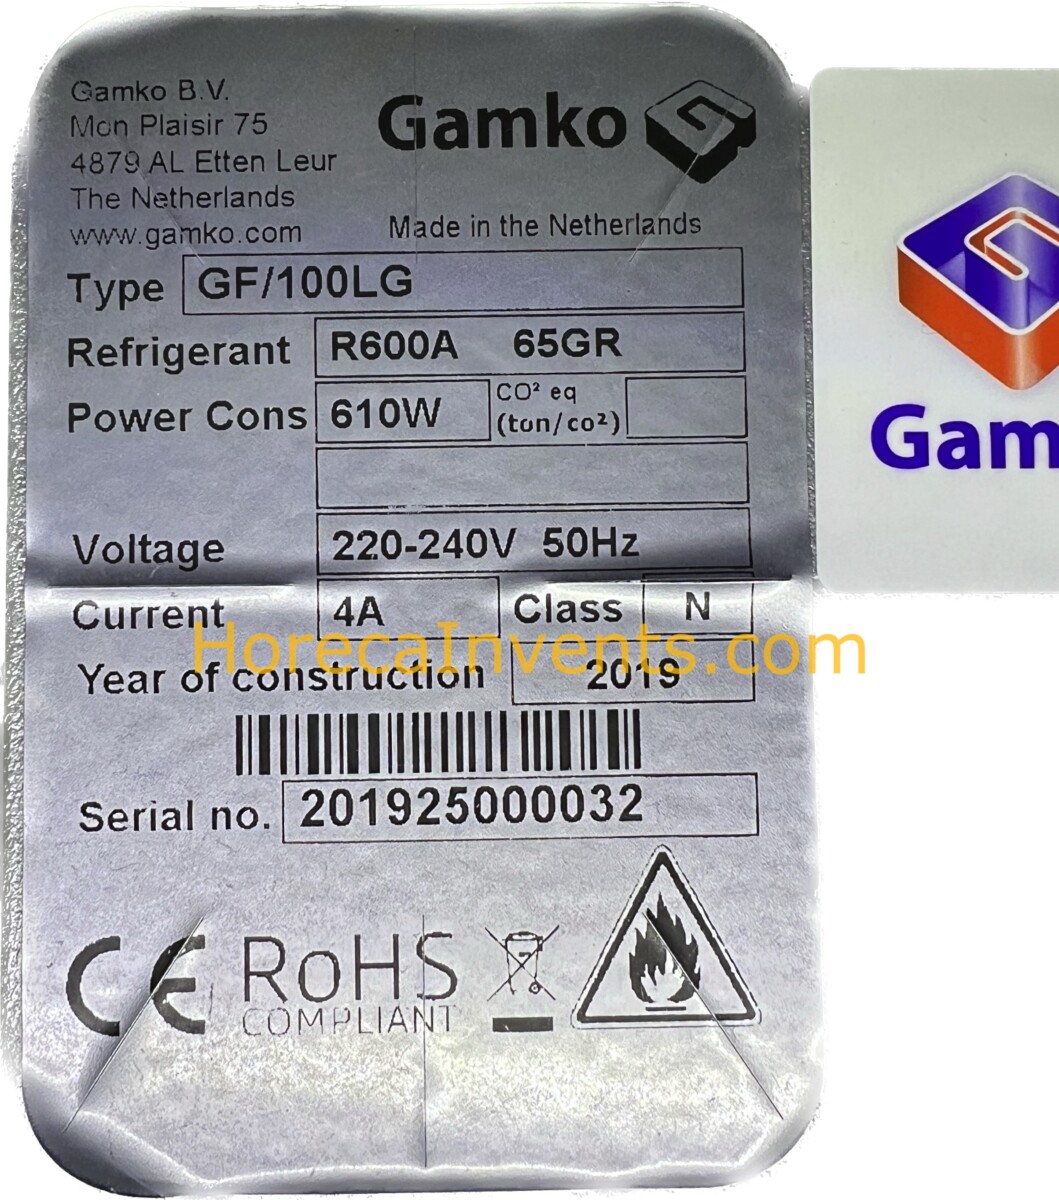 Gamko B.V.
Mon Plaisir 75
4879 AL Etten Leur
The Netherlands
www.gamko.com
Gamko
Made in the Netherlands
Type GF/100LG
Refrigerant R600A 65GR
Power Cons 610W CO² eq
(ton/co²)
Voltage 220-240V 50Hz
Current 4A Class N
HorecaInvents.com
Year of construction 2019
Serial no. 201925000032
CE RoHS
COMPLIANT
Gam